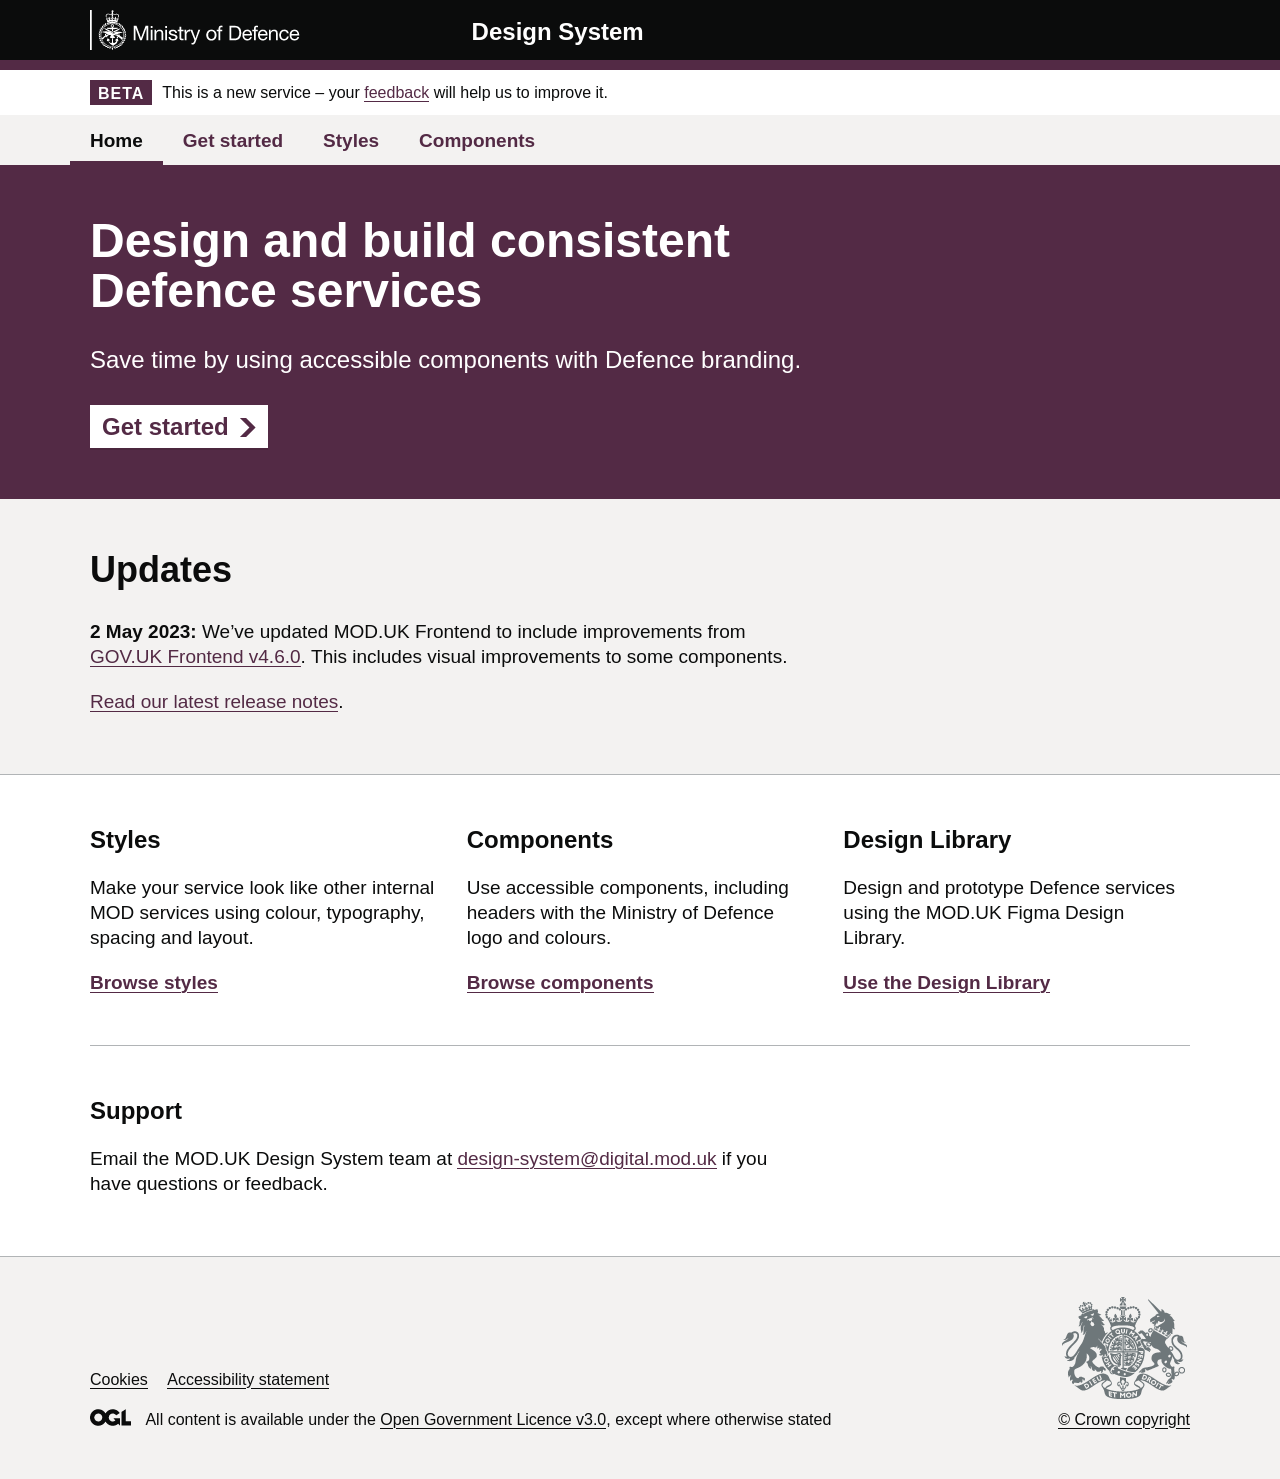 Ministry of Defence
Design System
BETA This is a new service – your feedback will help us to improve it.
Home Get started Styles Components
Design and build consistent
Defence services
Save time by using accessible components with Defence branding.
Get started
Updates
2 May 2023: We’ve updated MOD.UK Frontend to include improvements from
GOV.UK Frontend v4.6.0. This includes visual improvements to some components.
Read our latest release notes.
Styles
Make your service look like other internal
MOD services using colour, typography,
spacing and layout.
Browse styles
Components
Use accessible components, including
headers with the Ministry of Defence
logo and colours.
Browse components
Design Library
Design and prototype Defence services
using the MOD.UK Figma Design
Library.
Use the Design Library
Support
Email the MOD.UK Design System team at design-system@digital.mod.uk if you
have questions or feedback.
Cookies Accessibility statement
OGL All content is available under the Open Government Licence v3.0, except where otherwise stated
DIEU ET MON DROIT
© Crown copyright